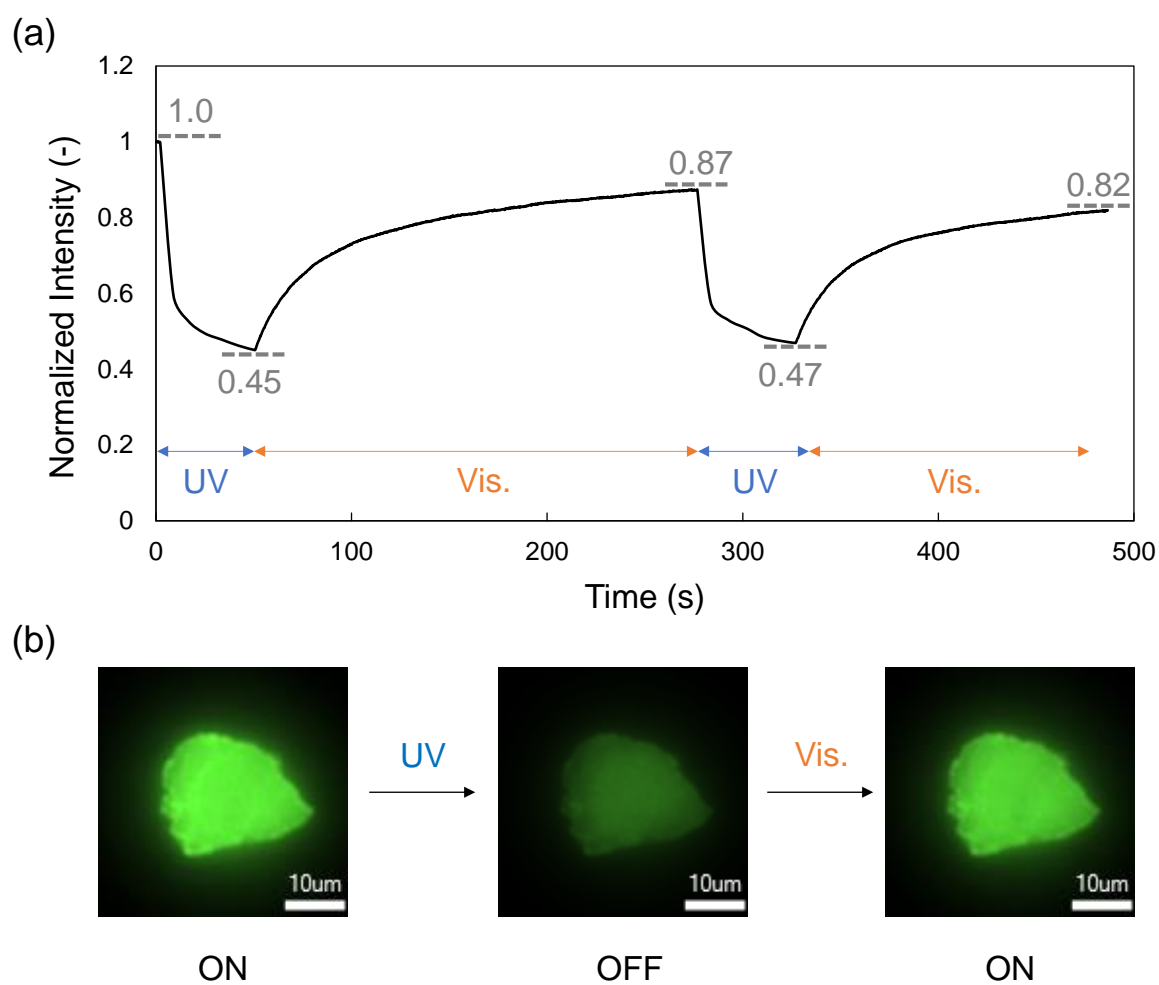 (a)
Normalized Intensity (-)
1.2
1
0.8
0.6
0.4
0.2
0
1.0
0.87
0.82
0.45
0.47
UV
Vis.
UV
Vis.
0
100
200
300
400
500
Time (s)
(b)
UV
Vis.
10um
10um
10um
ON
OFF
ON